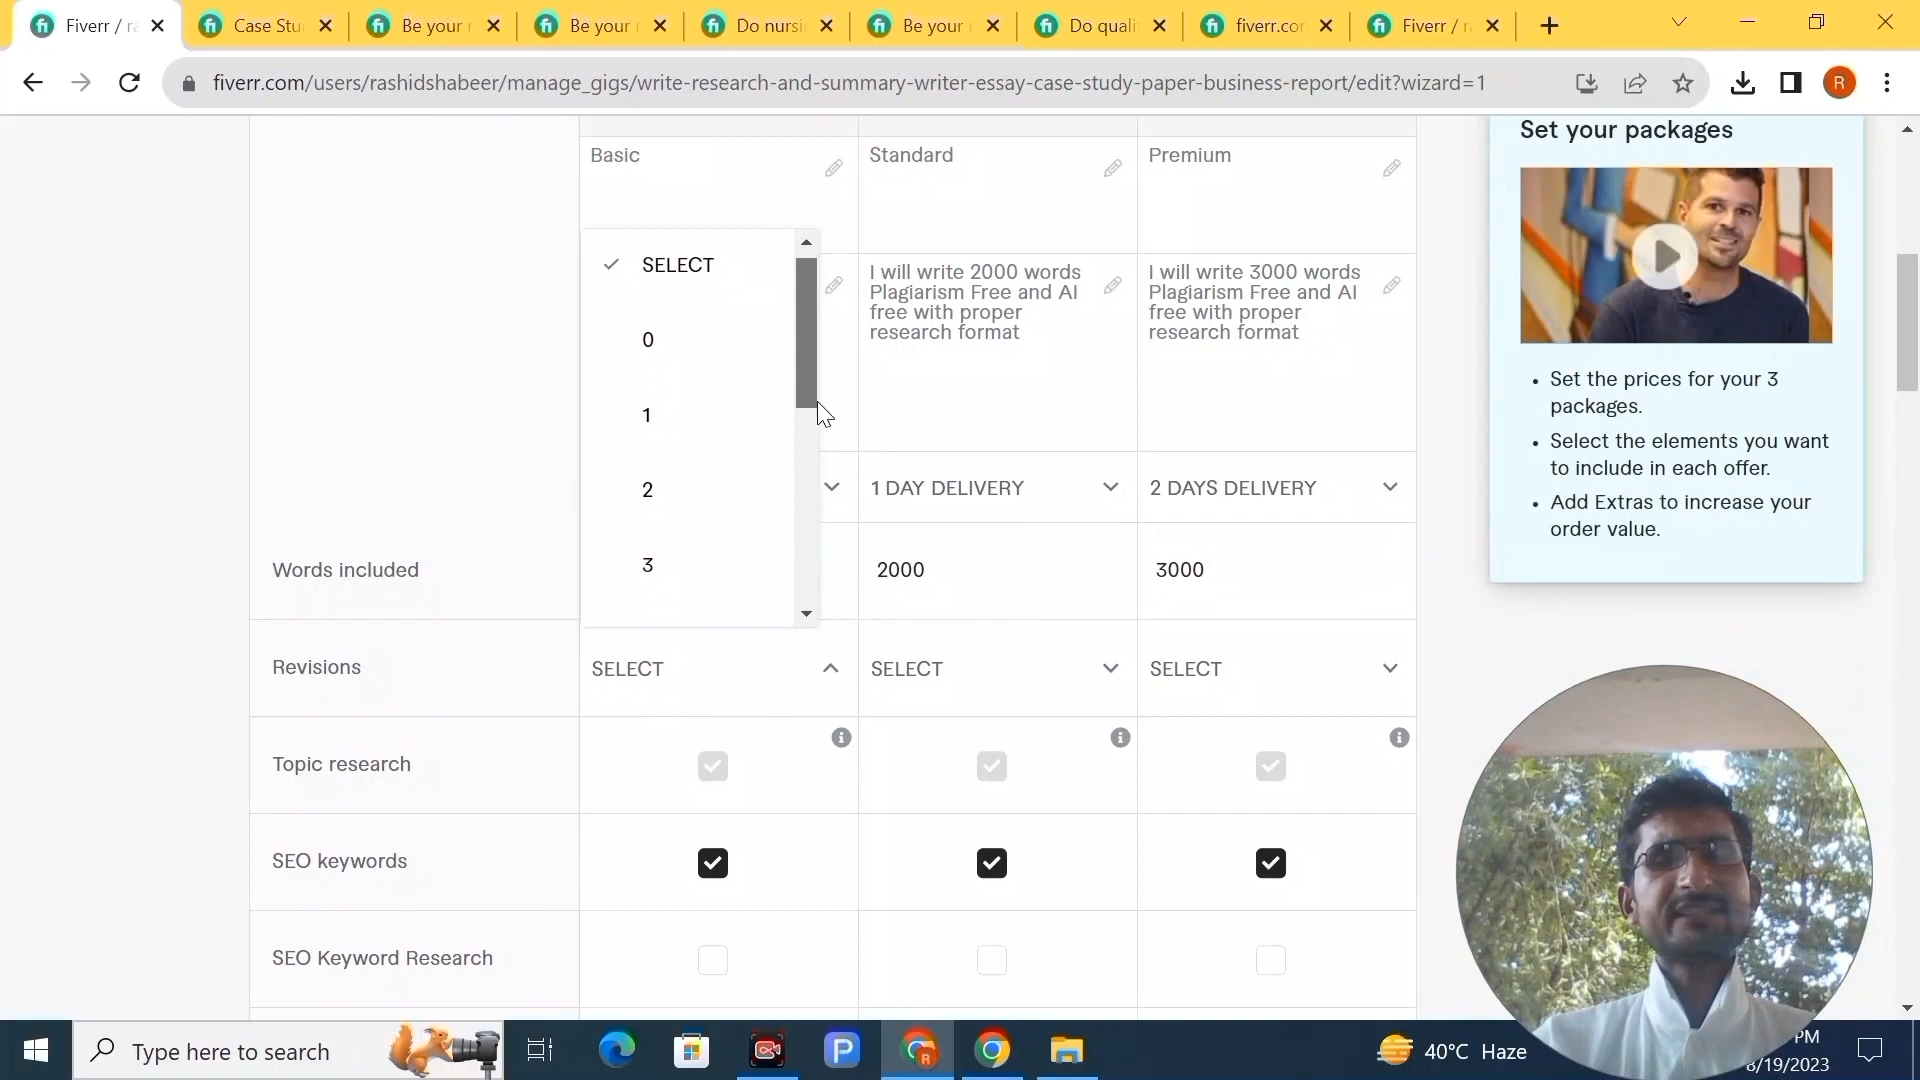 Fiverr / ra
Case Stu
Be your r
Be your r
Do nursi
Be your r
Do quali
fiverr.cor
Fiverr / r
fiverr.com/users/rashidshabeer/manage_gigs/write-research-and-summary-writer-essay-case-study-paper-business-report/edit?wizard=1
R
Basic
Standard
Premium
I will write 2000 words
Plagiarism Free and AI
free with proper
research format
I will write 3000 words
Plagiarism Free and AI
free with proper
research format
SELECT
0
1
2
3
1 DAY DELIVERY
2 DAYS DELIVERY
Words included
2000
3000
Revisions
SELECT
SELECT
SELECT
Topic research
SEO keywords
SEO Keyword Research
Set your packages
• Set the prices for your 3
packages.
• Select the elements you want
to include in each offer.
• Add Extras to increase your
order value.
Type here to search
40°C Haze
PM
8/19/2023